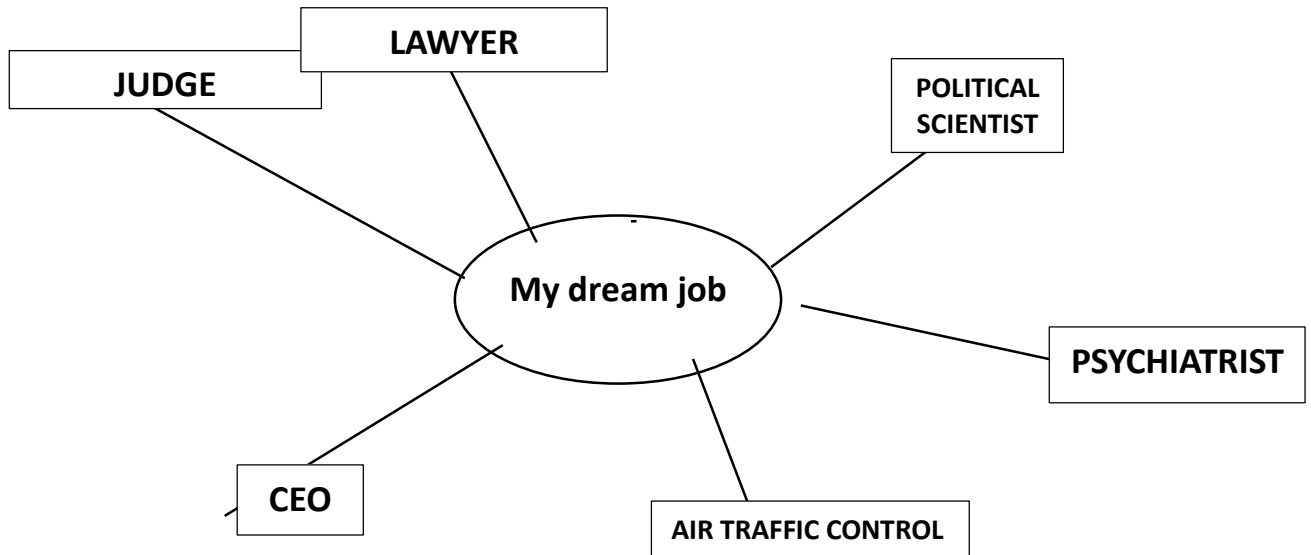 LAWYER
JUDGE
POLITICAL
SCIENTIST
My dream job
PSYCHIATRIST
CEO
AIR TRAFFIC CONTROL